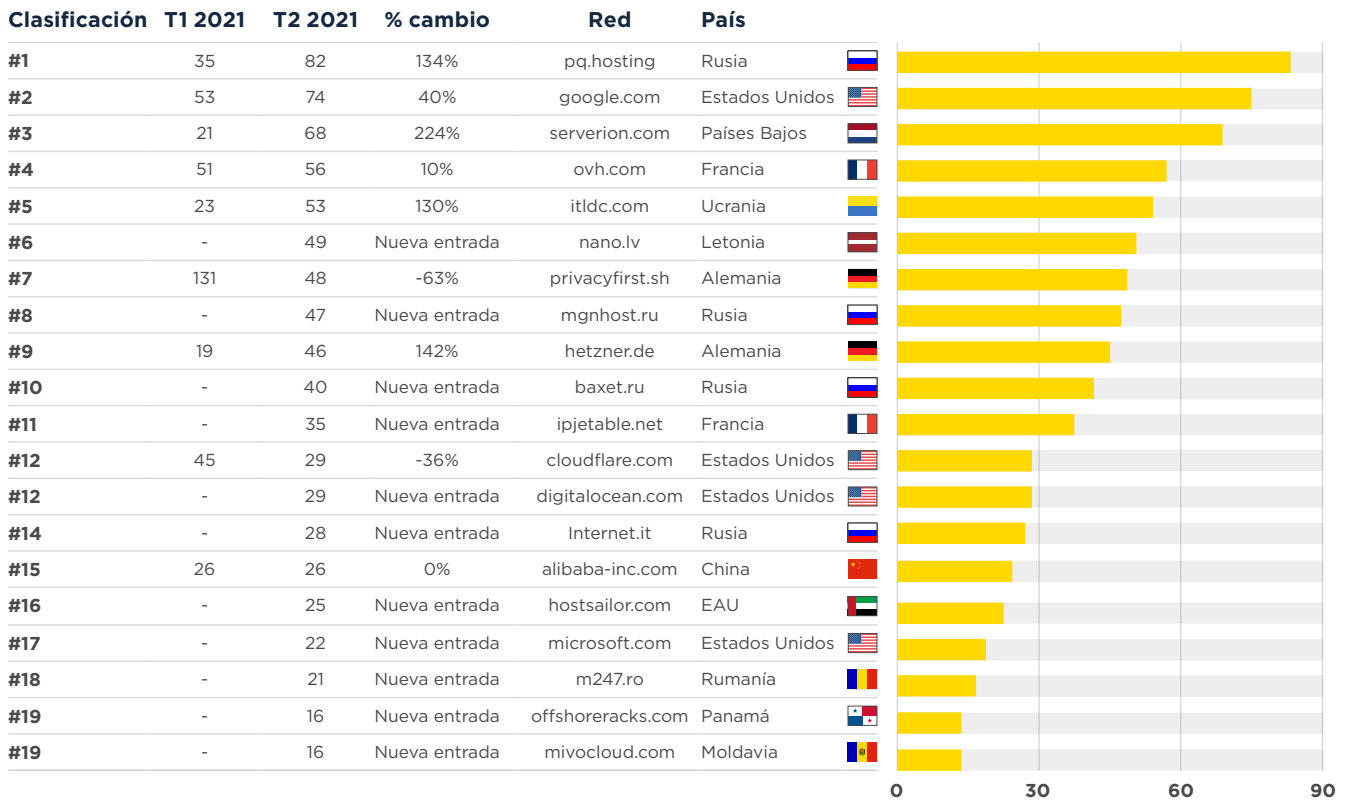 Clasificación T1 2021 T2 2021 % cambio Red País
#1 35 82 134% pq.hosting Rusia
#2 53 74 40% google.com Estados Unidos
#3 21 68 224% serverion.com Países Bajos
#4 51 56 10% ovh.com Francia
#5 23 53 130% itldc.com Ucrania
#6 - 49 Nueva entrada nano.lv Letonia
#7 131 48 -63% privacyfirst.sh Alemania
#8 - 47 Nueva entrada mgnhost.ru Rusia
#9 19 46 142% hetzner.de Alemania
#10 - 40 Nueva entrada baxet.ru Rusia
#11 - 35 Nueva entrada ipjetable.net Francia
#12 45 29 -36% cloudflare.com Estados Unidos
#12 - 29 Nueva entrada digitalocean.com Estados Unidos
#14 - 28 Nueva entrada Internet.it Rusia
#15 26 26 0% alibaba-inc.com China
#16 - 25 Nueva entrada hostsailor.com EAU
#17 - 22 Nueva entrada microsoft.com Estados Unidos
#18 - 21 Nueva entrada m247.ro Rumanía
#19 - 16 Nueva entrada offshoreracks.com Panamá
#19 - 16 Nueva entrada mivocloud.com Moldavia
0 30 60 90